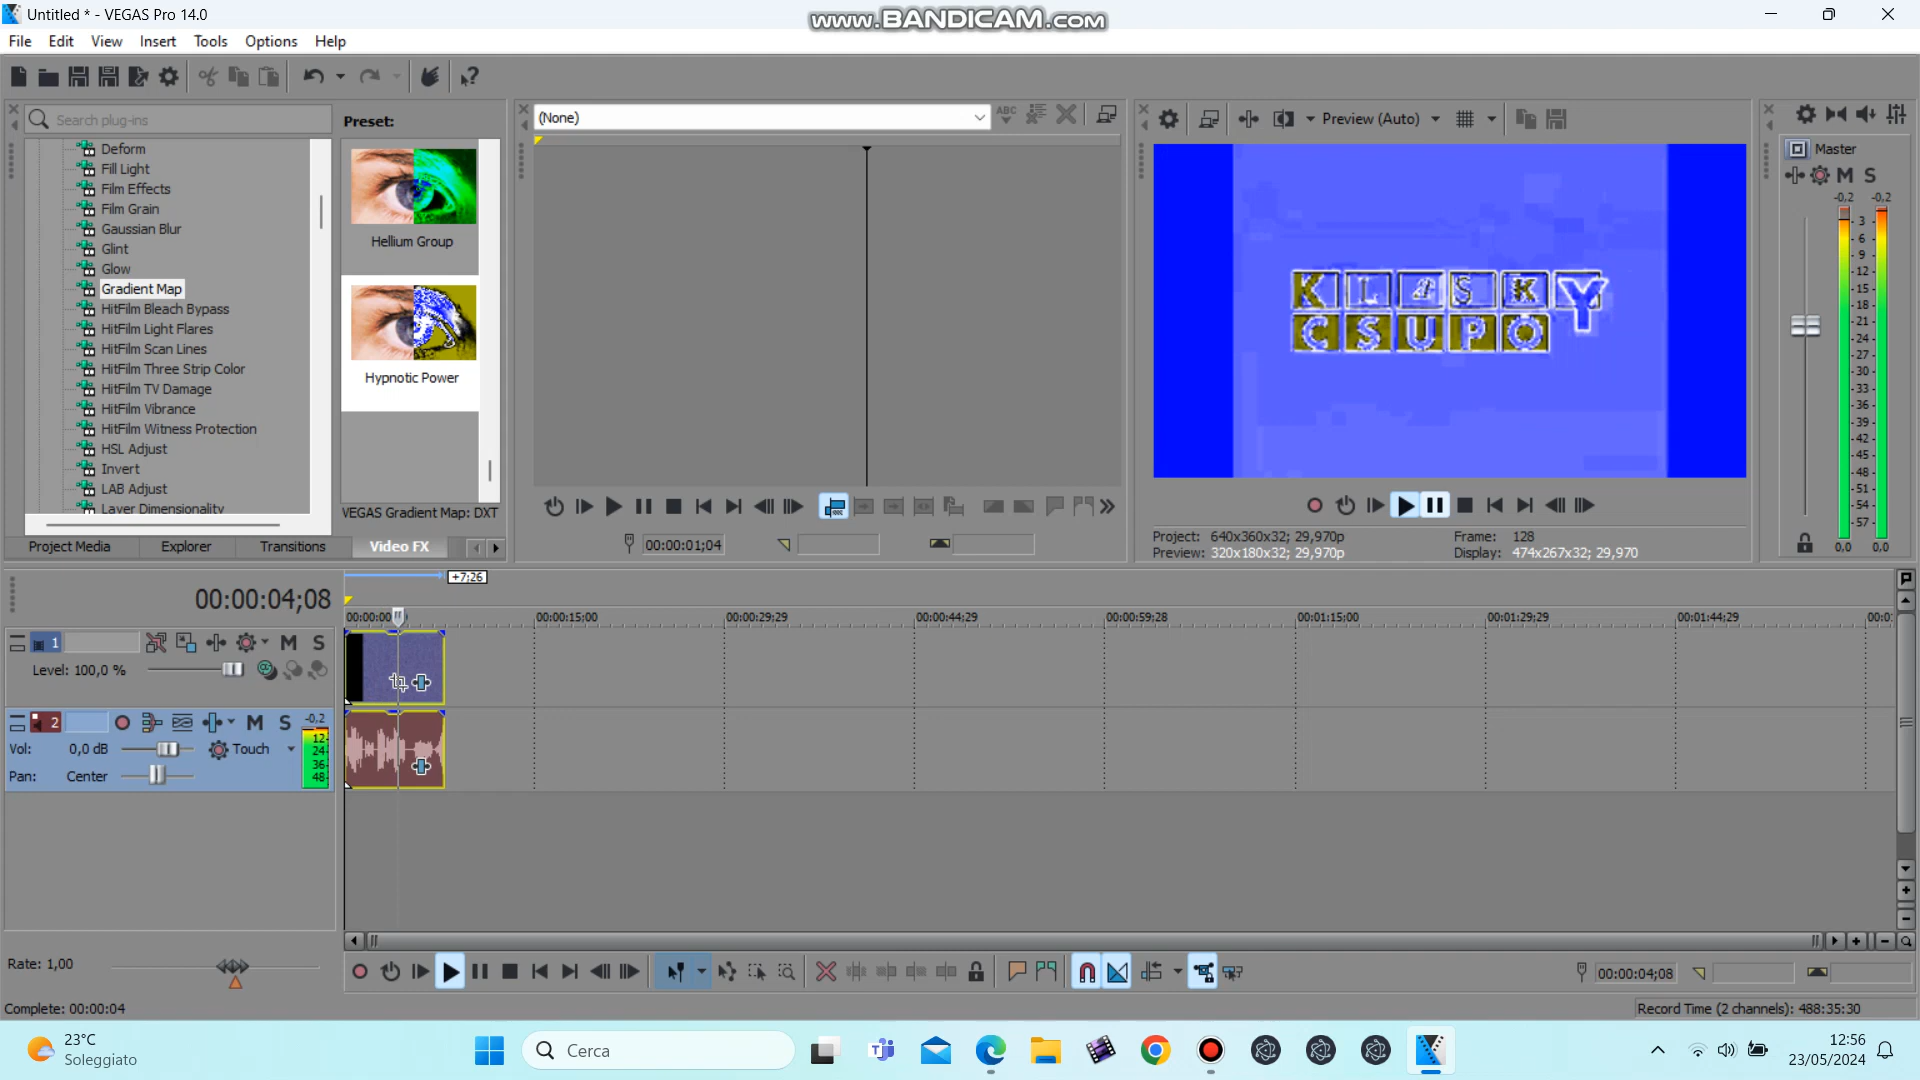 Untitled * - VEGAS Pro 14.0
www.BANDICAM.com
File Edit View Insert Tools Options Help
Search plug-ins
Preset:
(None)
Preview (Auto)
Master
Deform
Fill Light
Film Effects
Film Grain
Gaussian Blur
Glint
Glow
Gradient Map
HitFilm Bleach Bypass
HitFilm Light Flares
HitFilm Scan Lines
HitFilm Three Strip Color
HitFilm TV Damage
HitFilm Vibrance
HitFilm Witness Protection
HSL Adjust
Invert
LAB Adjust
Layer Dimensionality
Hellium Group
Hypnotic Power
VEGAS Gradient Map: DXT
Project Media Explorer Transitions Video FX
00:00:01;04
KLASKY
CSUPO
M S
-0,2 -0,2
3
6
9
12
15
18
21
24
27
30
33
36
39
42
45
48
51
54
57
0,0 0,0
Project: 640x360x32; 29,970p
Preview: 320x180x32; 29,970p
Frame: 128
Display: 474x267x32; 29,970
00:00:04;08
+7;26
00:00:00 00:00:15;00 00:00:29;29 00:00:44;29 00:00:59;28 00:01:15;00 00:01:29;29 00:01:44;29 00:0
1 M S
Level: 100,0 %
2 M S -0,2
Vol: 0,0 dB Touch
Pan: Center
12
24
36
48
Rate: 1,00
00:00:04;08
Complete: 00:00:04
Record Time (2 channels): 488:35:30
23°C
Soleggiato
Cerca
12:56
23/05/2024